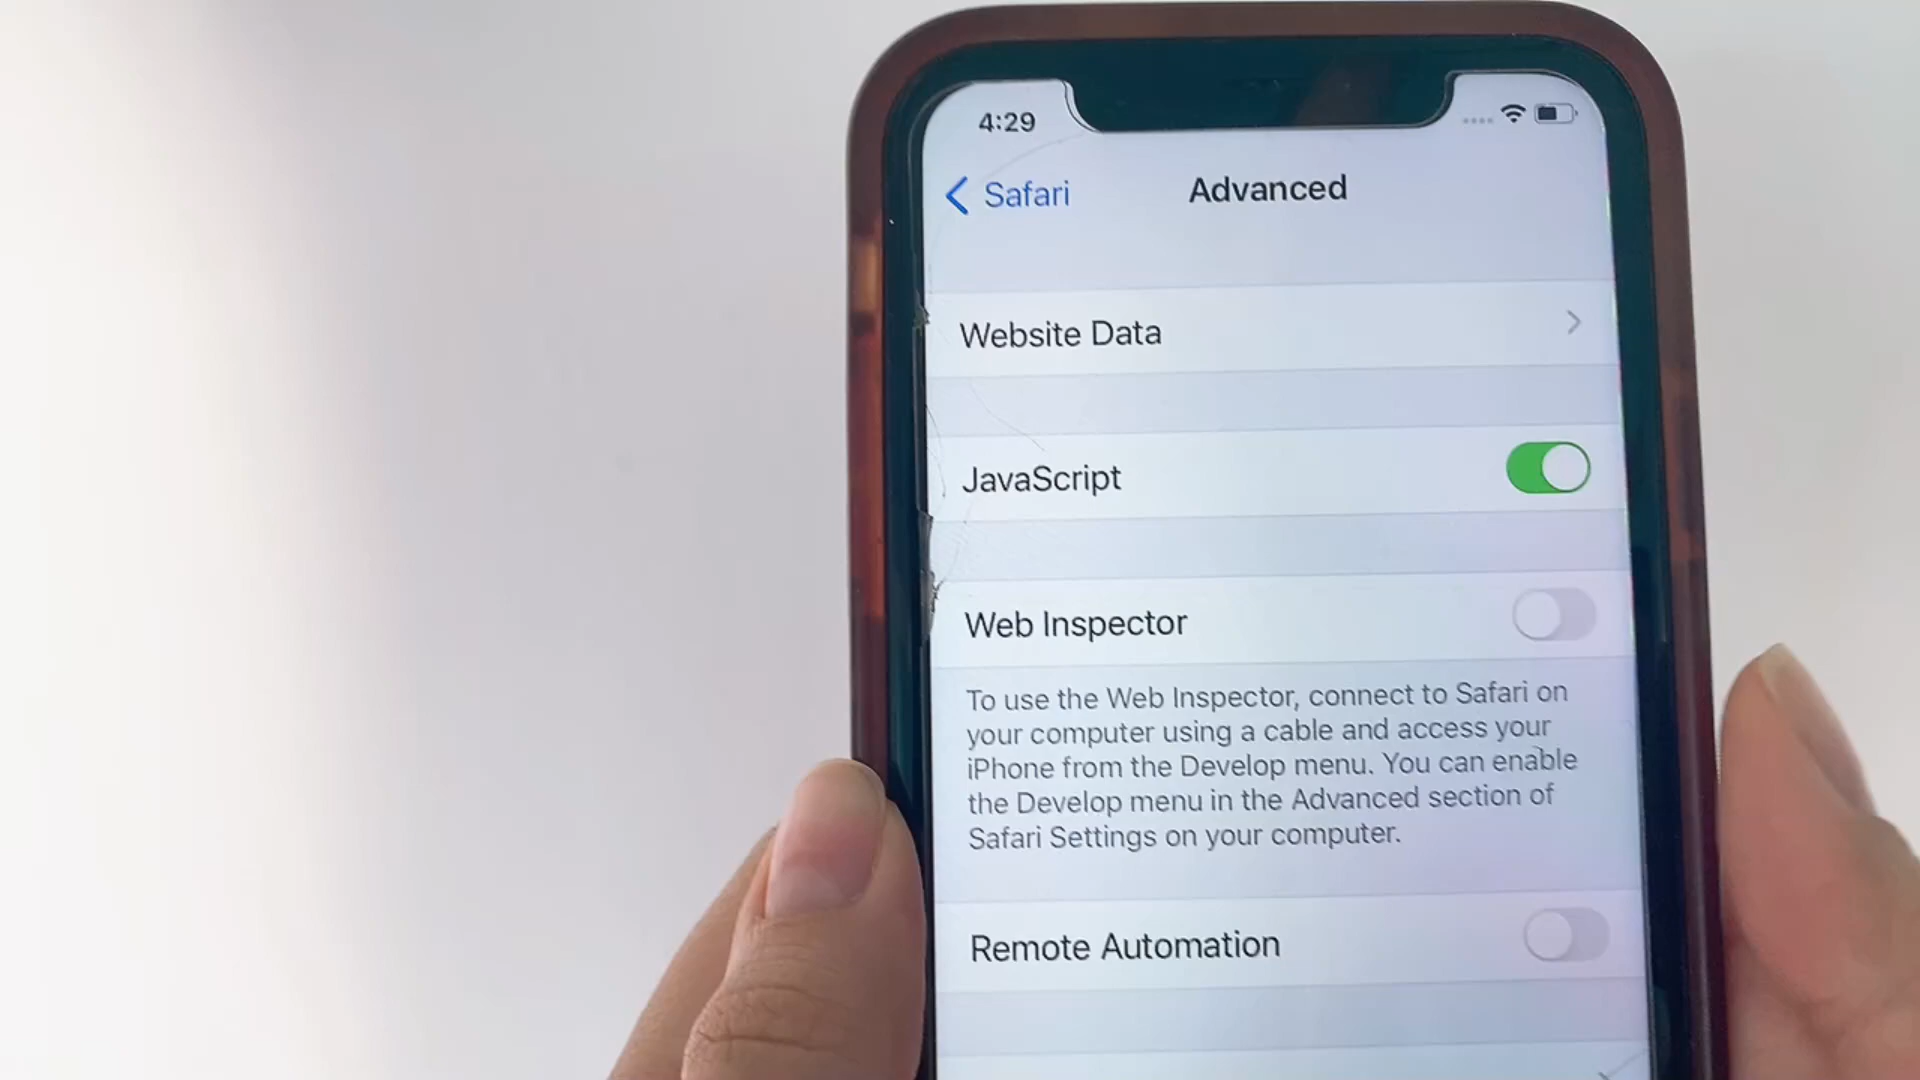 4:29
Safari
Advanced
Website Data
JavaScript
Web Inspector
To use the Web Inspector, connect to Safari on
your computer using a cable and access your
iPhone from the Develop menu. You can enable
the Develop menu in the Advanced section of
Safari Settings on your computer.
Remote Automation